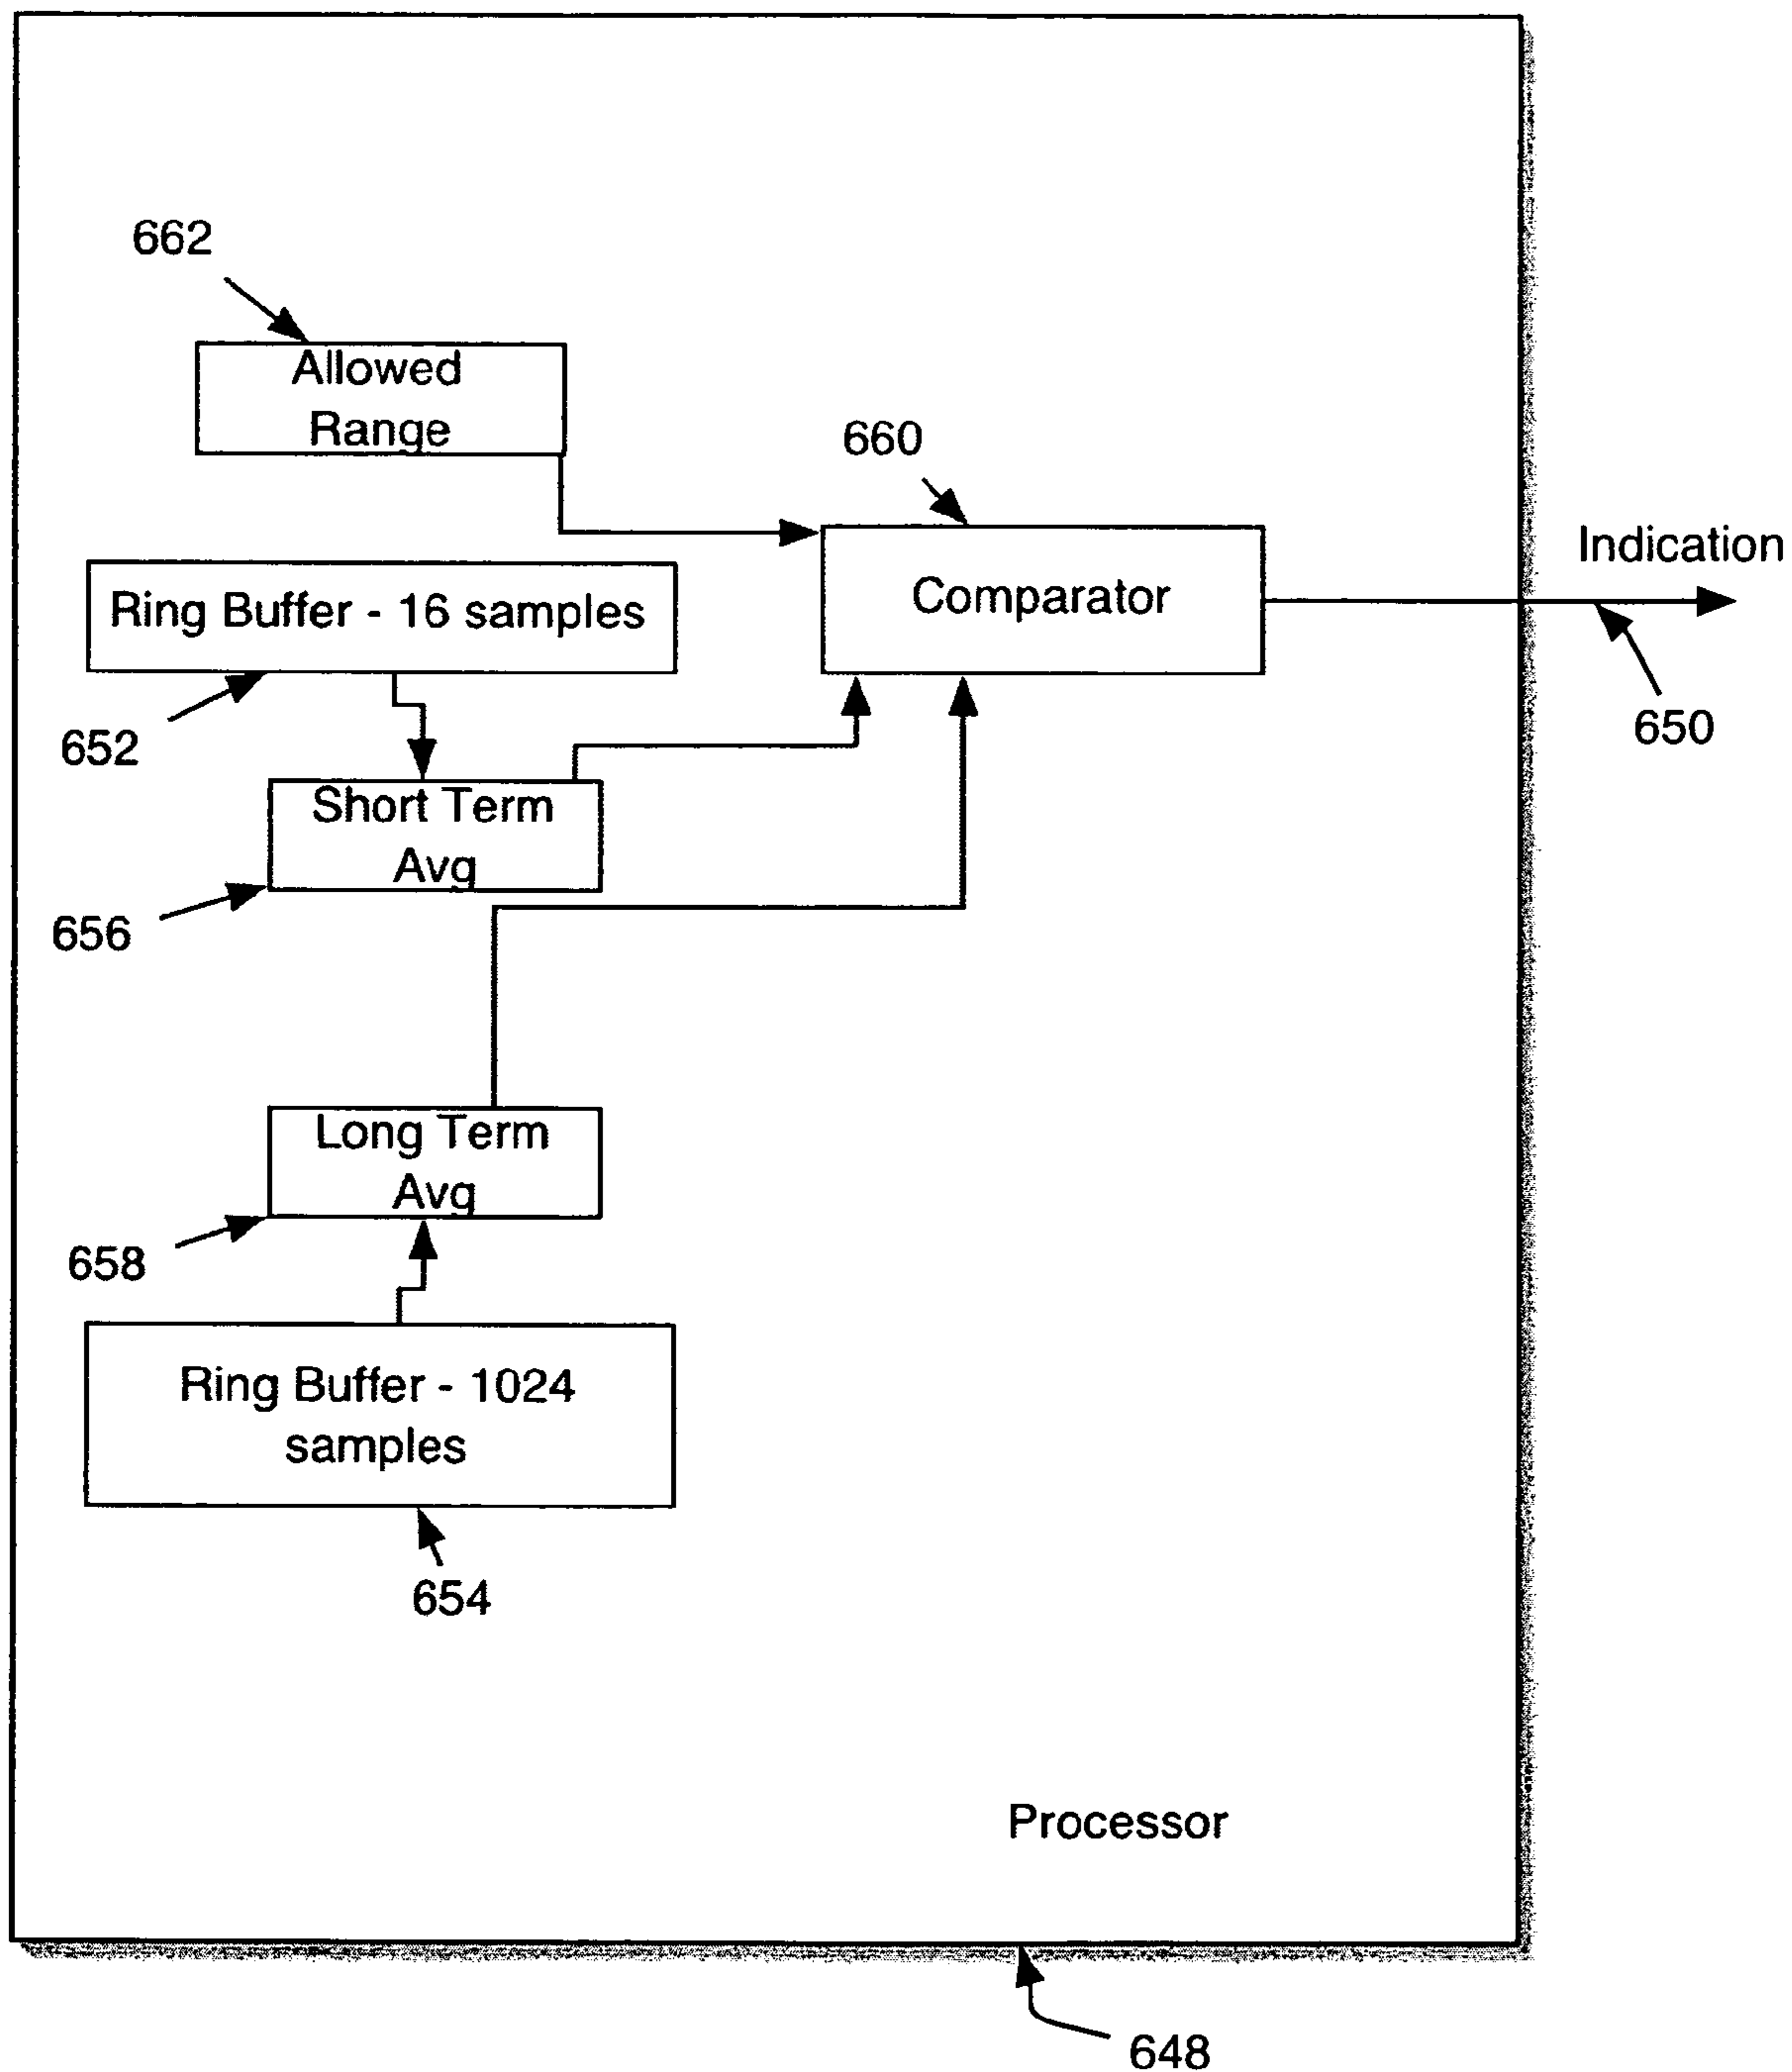 662
Allowed
Range
660
Comparator
Indication
650
Ring Buffer - 16 samples
652
Short Term
Avg
656
Long Term
Avg
658
Ring Buffer - 1024
samples
654
Processor
648